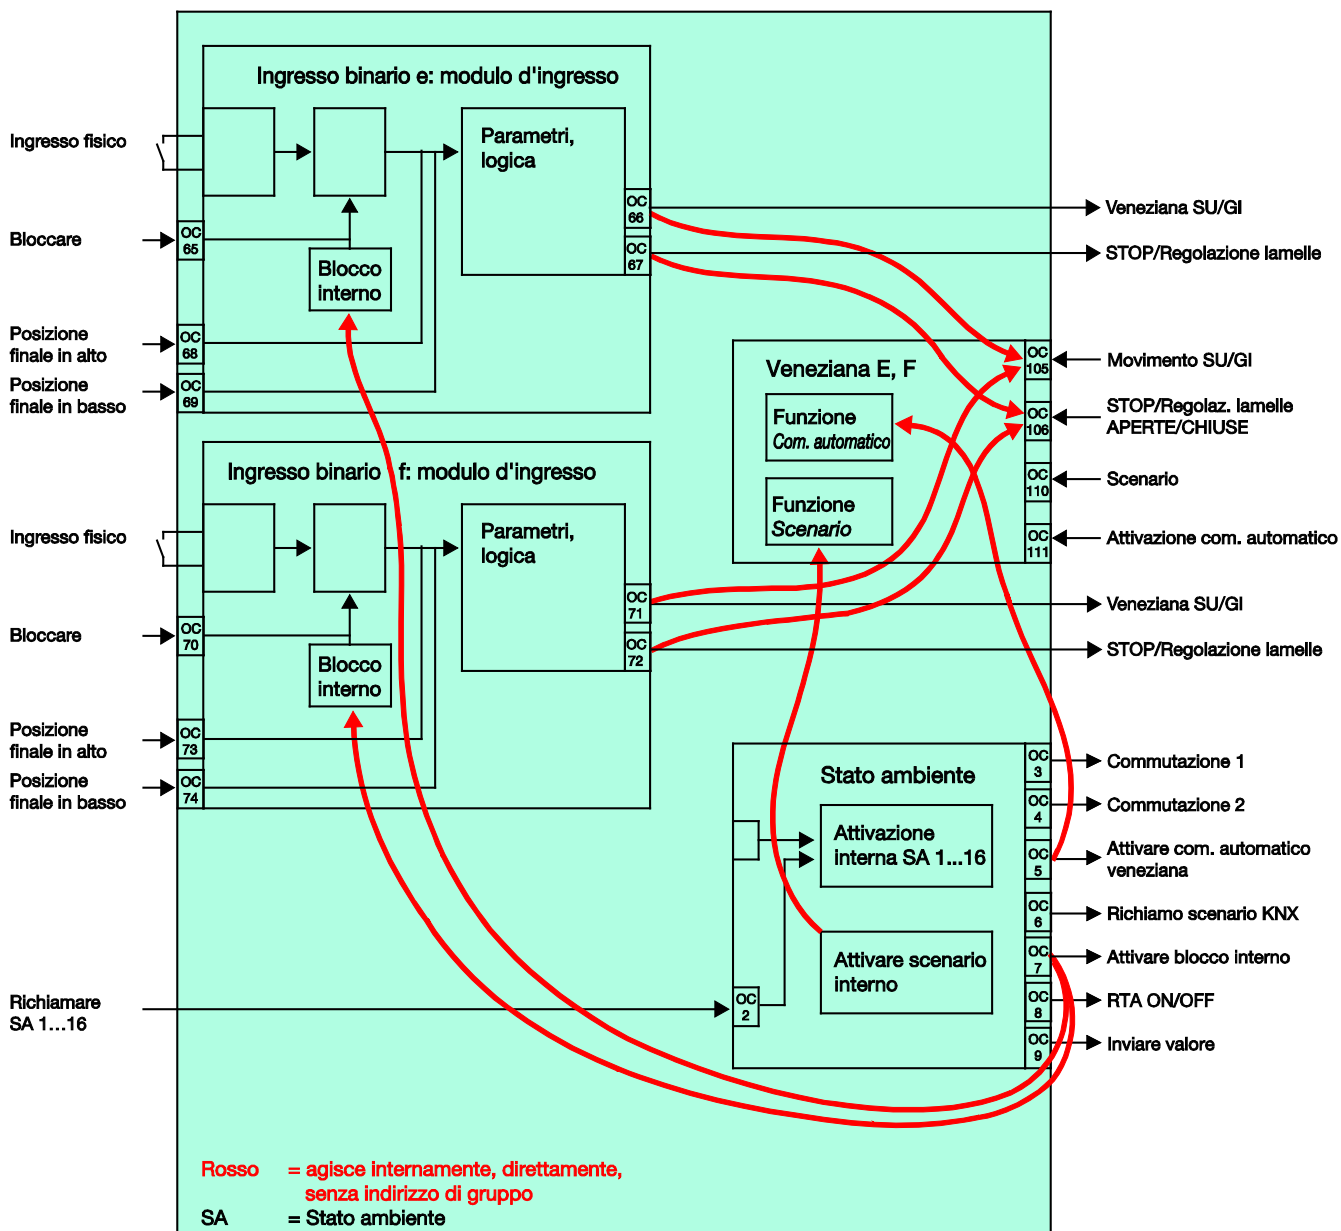 Ingresso binario e: modulo d'ingresso
Ingresso fisico
Parametri,
logica
OC
66
Veneziana SU/GI
Bloccare
OC
65
OC
67
STOP/Regolazione lamelle
Blocco
interno
Posizione
finale in alto
OC
68
Posizione
finale in basso
OC
69
Veneziana E, F
OC
105
Movimento SU/GI
Funzione
Com. automatico
OC
106
STOP/Regolaz. lamelle
APERTE/CHIUSE
OC
110
Scenario
Funzione
Scenario
OC
111
Attivazione com. automatico
Ingresso binario f: modulo d'ingresso
Ingresso fisico
Parametri,
logica
OC
71
Veneziana SU/GI
Bloccare
OC
70
OC
72
STOP/Regolazione lamelle
Blocco
interno
Posizione
finale in alto
OC
73
Posizione
finale in basso
OC
74
Stato ambiente
OC
3
Commutazione 1
OC
4
Commutazione 2
Attivazione
interna SA 1...16
OC
5
Attivare com. automatico
veneziana
OC
6
Richiamo scenario KNX
Attivare scenario
interno
OC
7
Attivare blocco interno
Richiamare
SA 1...16
OC
2
OC
8
RTA ON/OFF
OC
9
Inviare valore
Rosso = agisce internamente, direttamente,
senza indirizzo di gruppo
SA = Stato ambiente